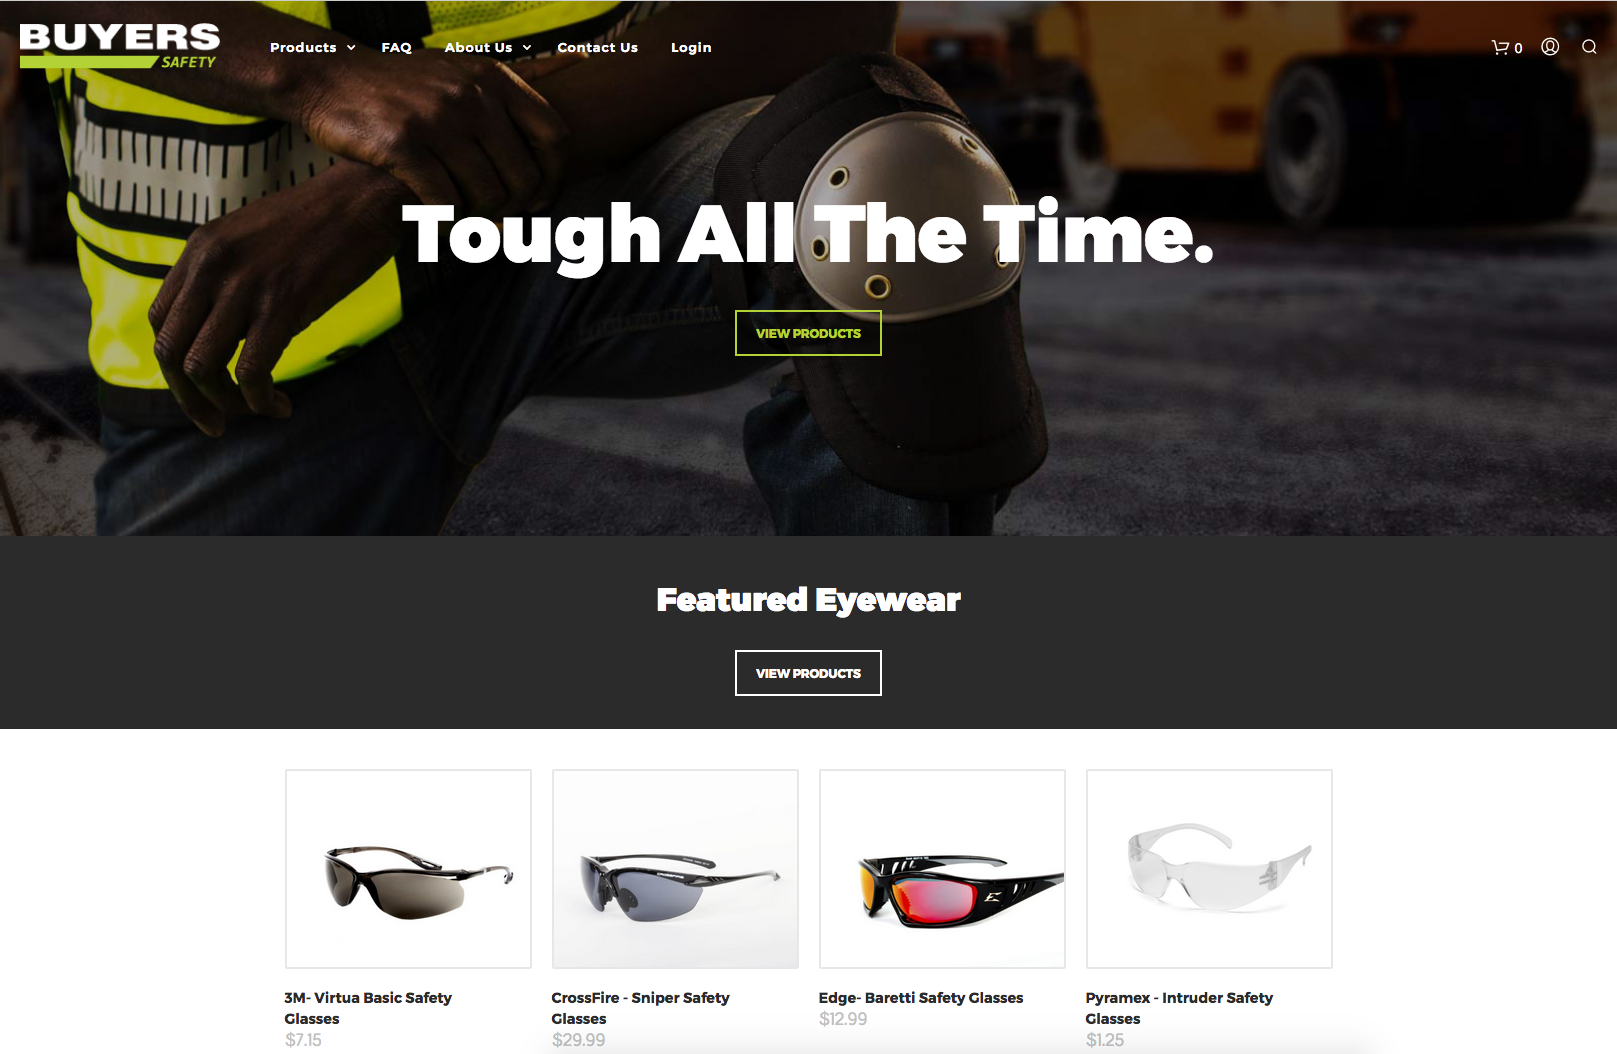 BUYERS
SAFETY
Products FAQ About Us Contact Us Login
0
Tough All The Time.
VIEW PRODUCTS
Featured Eyewear
VIEW PRODUCTS
3M- Virtua Basic Safety
Glasses
$7.15
CrossFire - Sniper Safety
Glasses
$29.99
Edge- Baretti Safety Glasses
$12.99
Pyramex - Intruder Safety
Glasses
$1.25